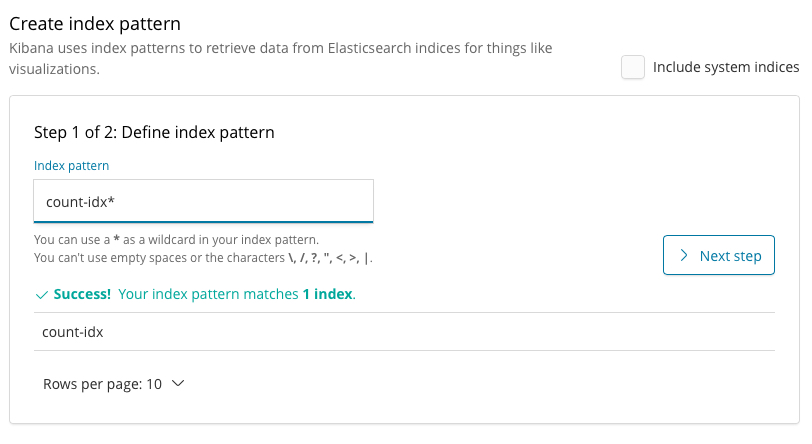 Create index pattern
Kibana uses index patterns to retrieve data from Elasticsearch indices for things like
visualizations.
Include system indices
Step 1 of 2: Define index pattern
Index pattern
count-idx*
You can use a * as a wildcard in your index pattern.
You can't use empty spaces or the characters \, /, ?, ", <, >, |.
Next step
Success! Your index pattern matches 1 index.
count-idx
Rows per page: 10